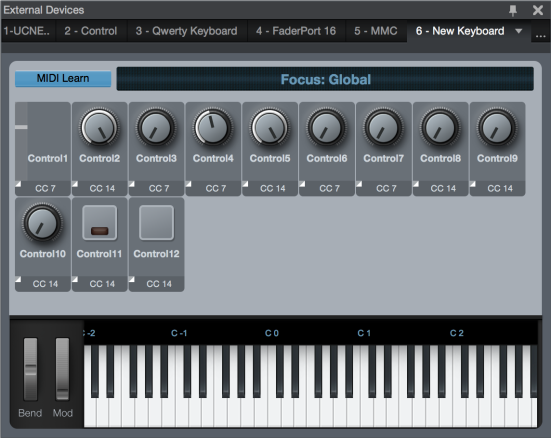 External Devices
1-UCNE.. 2 - Control 3 - Qwerty Keyboard 4 - FaderPort 16 5 - MMC 6 - New Keyboard ...
MIDI Learn Focus: Global
Control1 Control2 Control3 Control4 Control5 Control6 Control7 Control8 Control9
CC 7 CC 14 CC 7 CC 7 CC 14 CC 7 CC 7 CC 14 CC 14
Control10 Control11 Control12
CC 14 CC 14 CC 14
C -2 C -1 C 0 C 1 C 2
Bend Mod